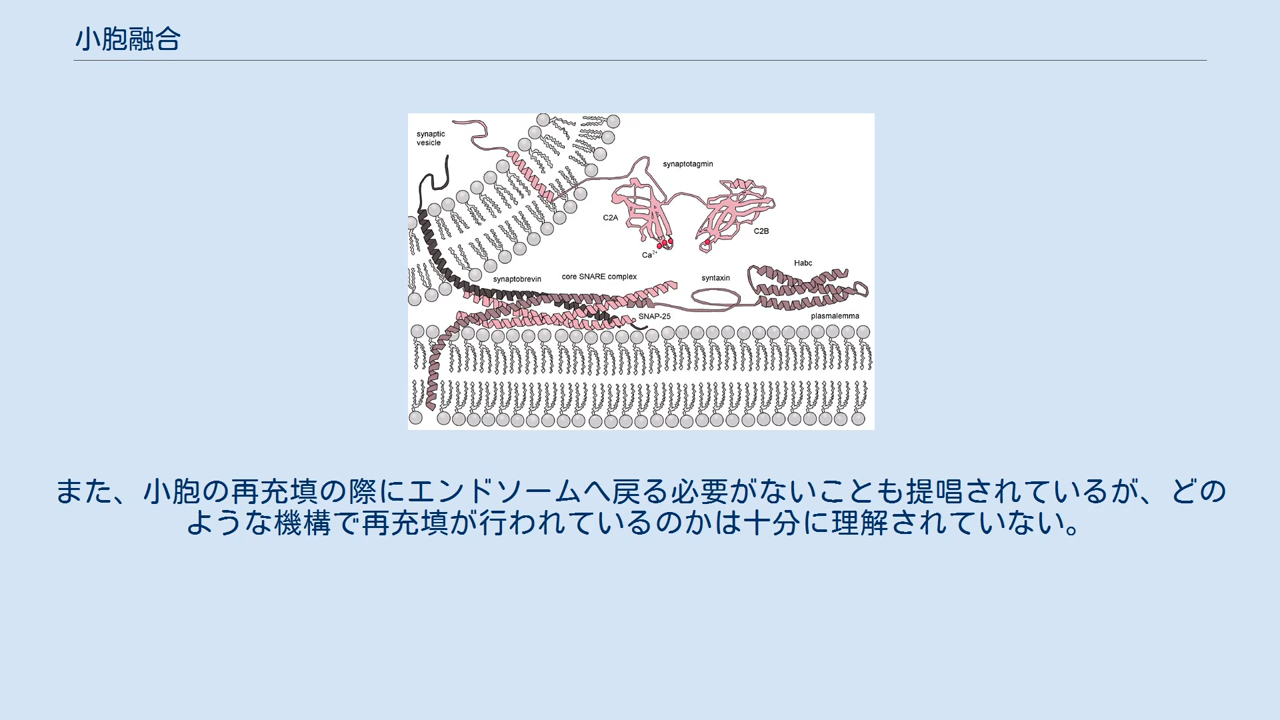 小胞融合
synaptic
vesicle
synaptotagmin
C2A
C2B
Ca2+
Habc
synaptobrevin
core SNARE complex
syntaxin
SNAP-25
plasmalemma
また、小胞の再充填の際にエンドソームへ戻る必要がないことも提唱されているが、どの
ような機構で再充填が行われているのかは十分に理解されていない。